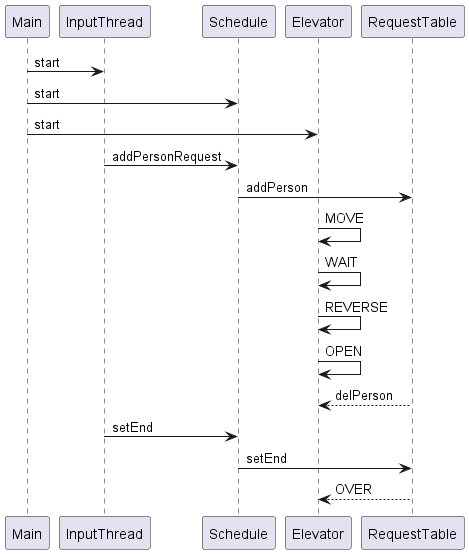 Main InputThread Schedule Elevator RequestTable
start
start
start
addPersonRequest
addPerson
MOVE
WAIT
REVERSE
OPEN
delPerson
setEnd
setEnd
OVER
Main InputThread Schedule Elevator RequestTable